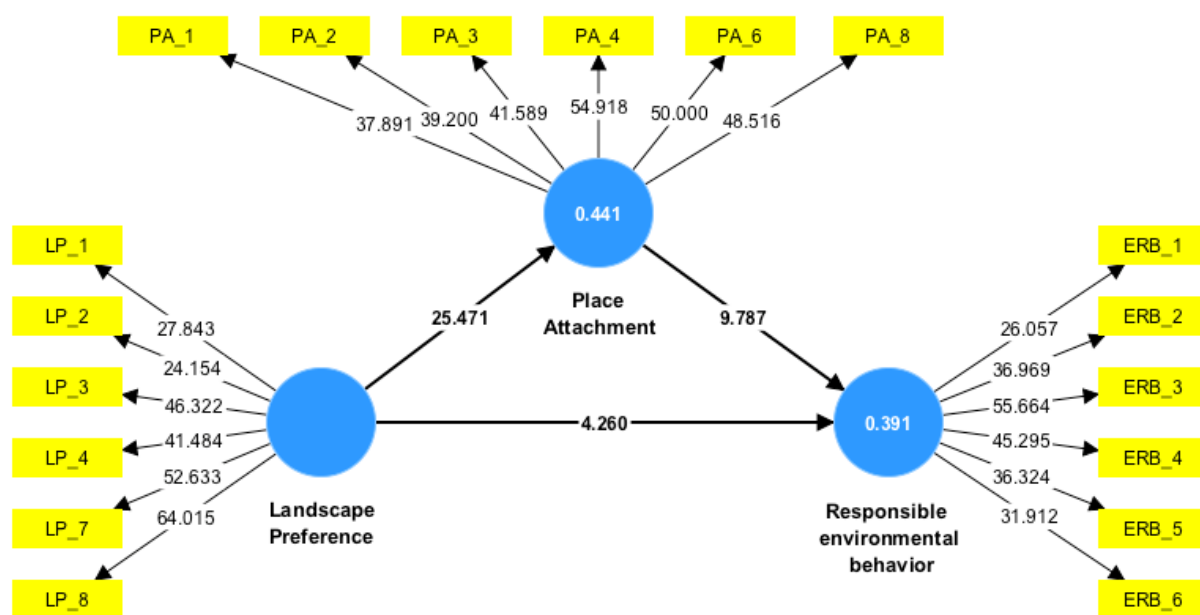 PA_1 PA_2 PA_3 PA_4 PA_6 PA_8
37.891 39.200 41.589 54.918 50.000 48.516
0.441
Place
Attachment
LP_1
LP_2
LP_3
LP_4
LP_7
LP_8
27.843
24.154
46.322
41.484
52.633
64.015
25.471
9.787
4.260
Landscape
Preference
0.391
Responsible
environmental
behavior
26.057
36.969
55.664
45.295
36.324
31.912
ERB_1
ERB_2
ERB_3
ERB_4
ERB_5
ERB_6